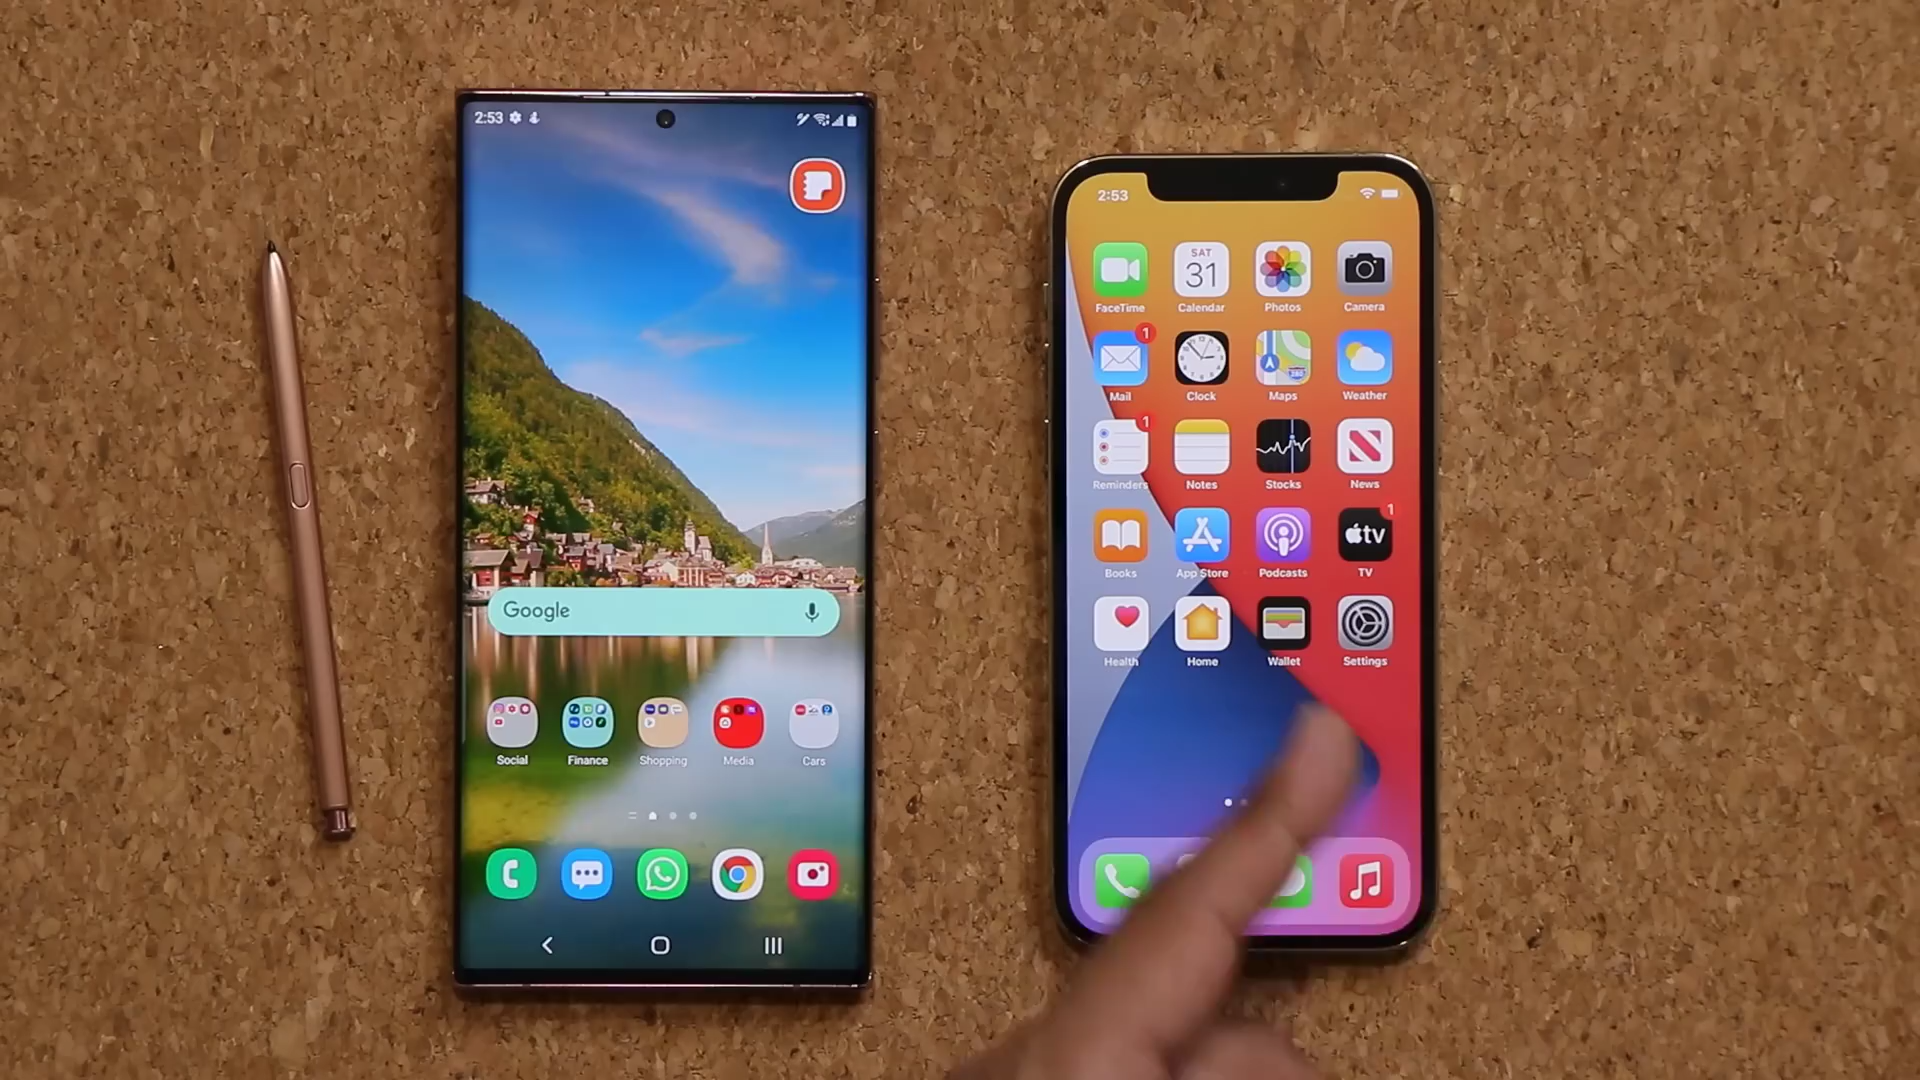 2:53
Google
Social Finance Shopping Media Cars
2:53
SAT
31
FaceTime Calendar Photos Camera
1
12
Mail Clock Maps Weather
1
Reminders Notes Stocks News
1
tv
Books App Store Podcasts TV
Health Home Wallet Settings